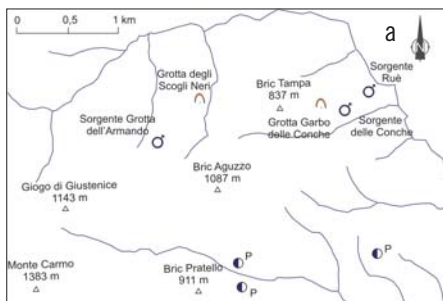 0 0,5 1 km
a
N
Grotta degli
Scogli Neri
Bric Tampa
837 m
Sorgente
Ruè
Sorgente Grotta
dell'Armando
Grotta Garbo
delle Conche
Sorgente
delle Conche
Bric Aguzzo
1087 m
Giogo di Giustenice
1143 m
P
P
P
Monte Carmo
1383 m
Bric Pratello
911 m